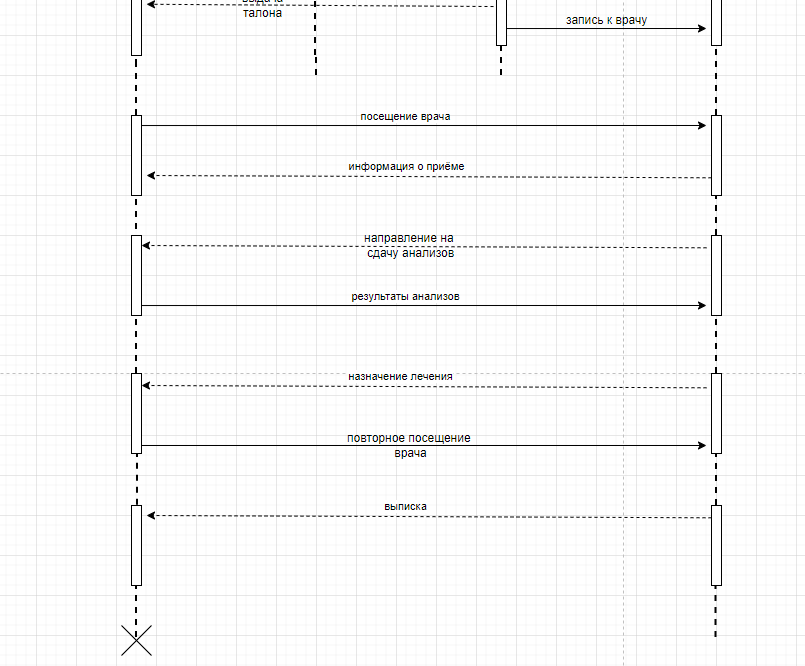 талона
запись к врачу
посещение врача
информация о приёме
направление на
сдачу анализов
результаты анализов
назначение лечения
повторное посещение
врача
выписка